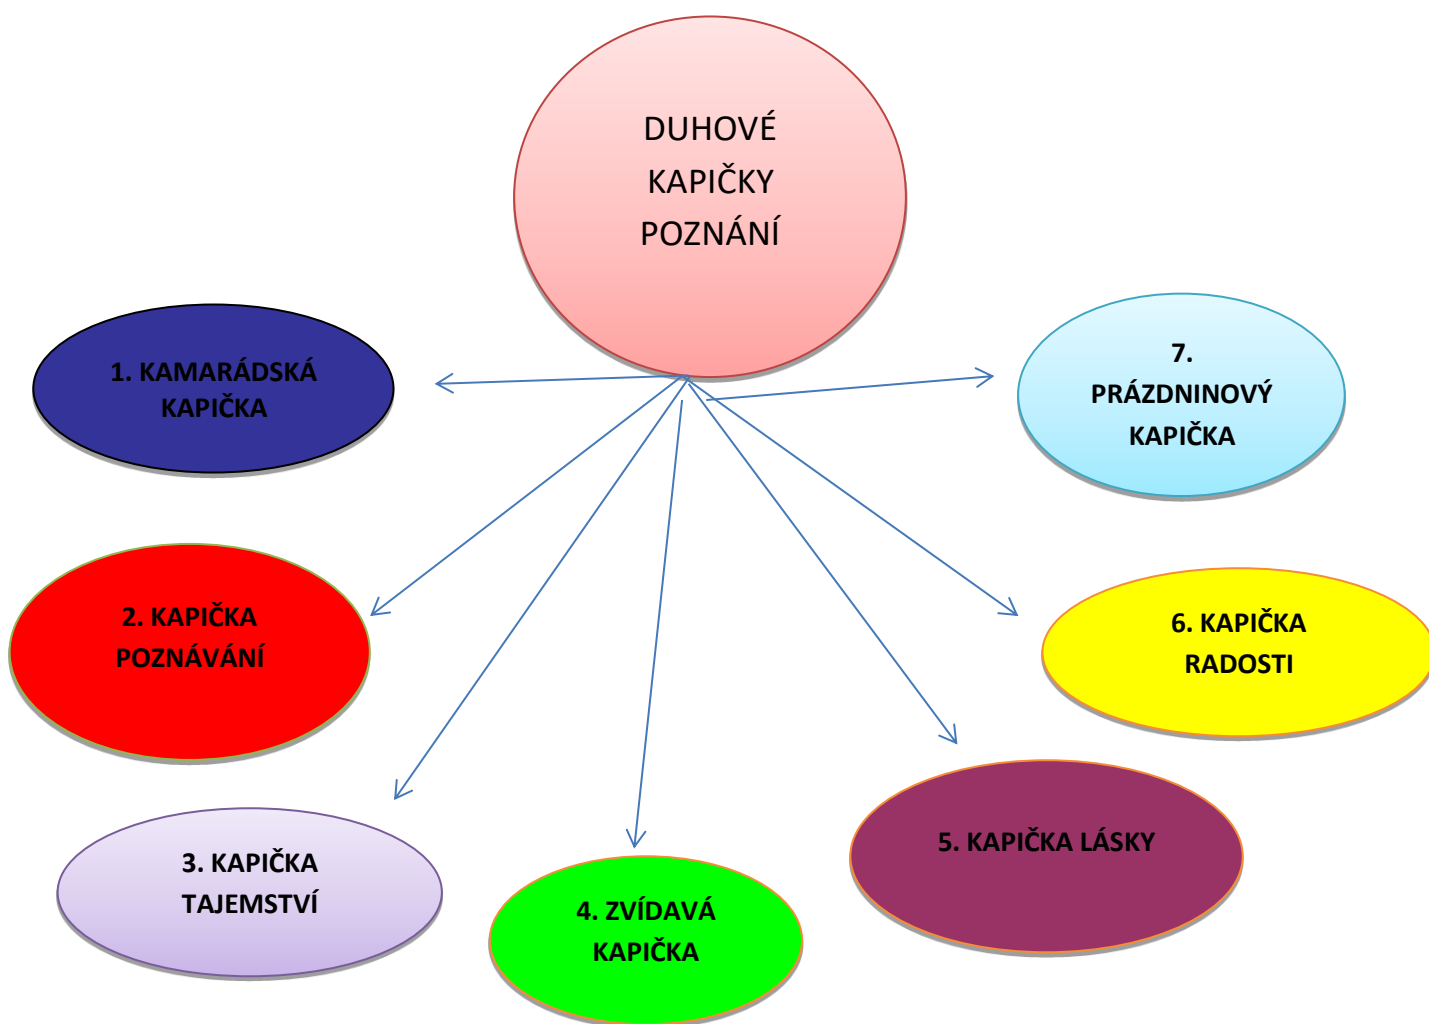 DUHOVÉ
KAPIČKY
POZNÁNÍ
1. KAMARÁDSKÁ
KAPIČKA
2. KAPIČKA
POZNÁVÁNÍ
3. KAPIČKA
TAJEMSTVÍ
4. ZVÍDAVÁ
KAPIČKA
5. KAPIČKA LÁSKY
6. KAPIČKA
RADOSTI
7.
PRÁZDNINOVÝ
KAPIČKA